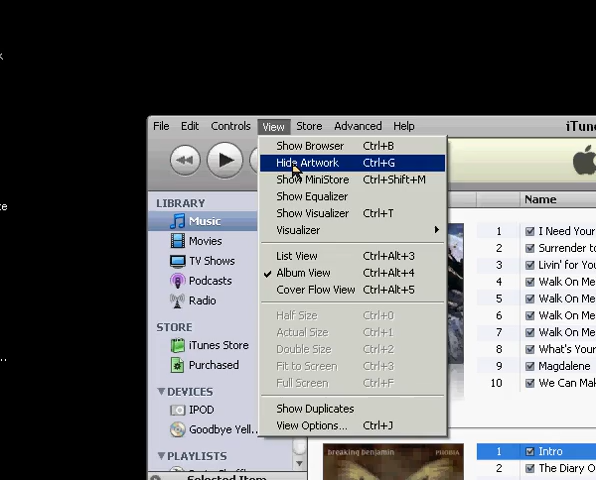 File Edit Controls View Store Advanced Help iTune
Show Browser Ctrl+B
Hide Artwork Ctrl+G
Show MiniStore Ctrl+Shift+M
Show Equalizer
Show Visualizer Ctrl+T
Visualizer
List View Ctrl+Alt+3
Album View Ctrl+Alt+4
Cover Flow View Ctrl+Alt+5
Half Size Ctrl+0
Actual Size Ctrl+1
Double Size Ctrl+2
Fit to Screen Ctrl+3
Full Screen Ctrl+F
Show Duplicates
View Options... Ctrl+J
LIBRARY
Music
Movies
TV Shows
Podcasts
Radio
STORE
iTunes Store
Purchased
DEVICES
IPOD
Goodbye Yell..
PLAYLISTS
Selected Item
Name
1 I Need Your
2 Surrender to
3 Livin' for You
4 Walk On Me
5 Walk On Me
6 Walk On Me
7 Walk On Me
8 What's Your
9 Magdalene
10 We Can Mak
breaking benjamin PHOBIA
1 Intro
2 The Diary O